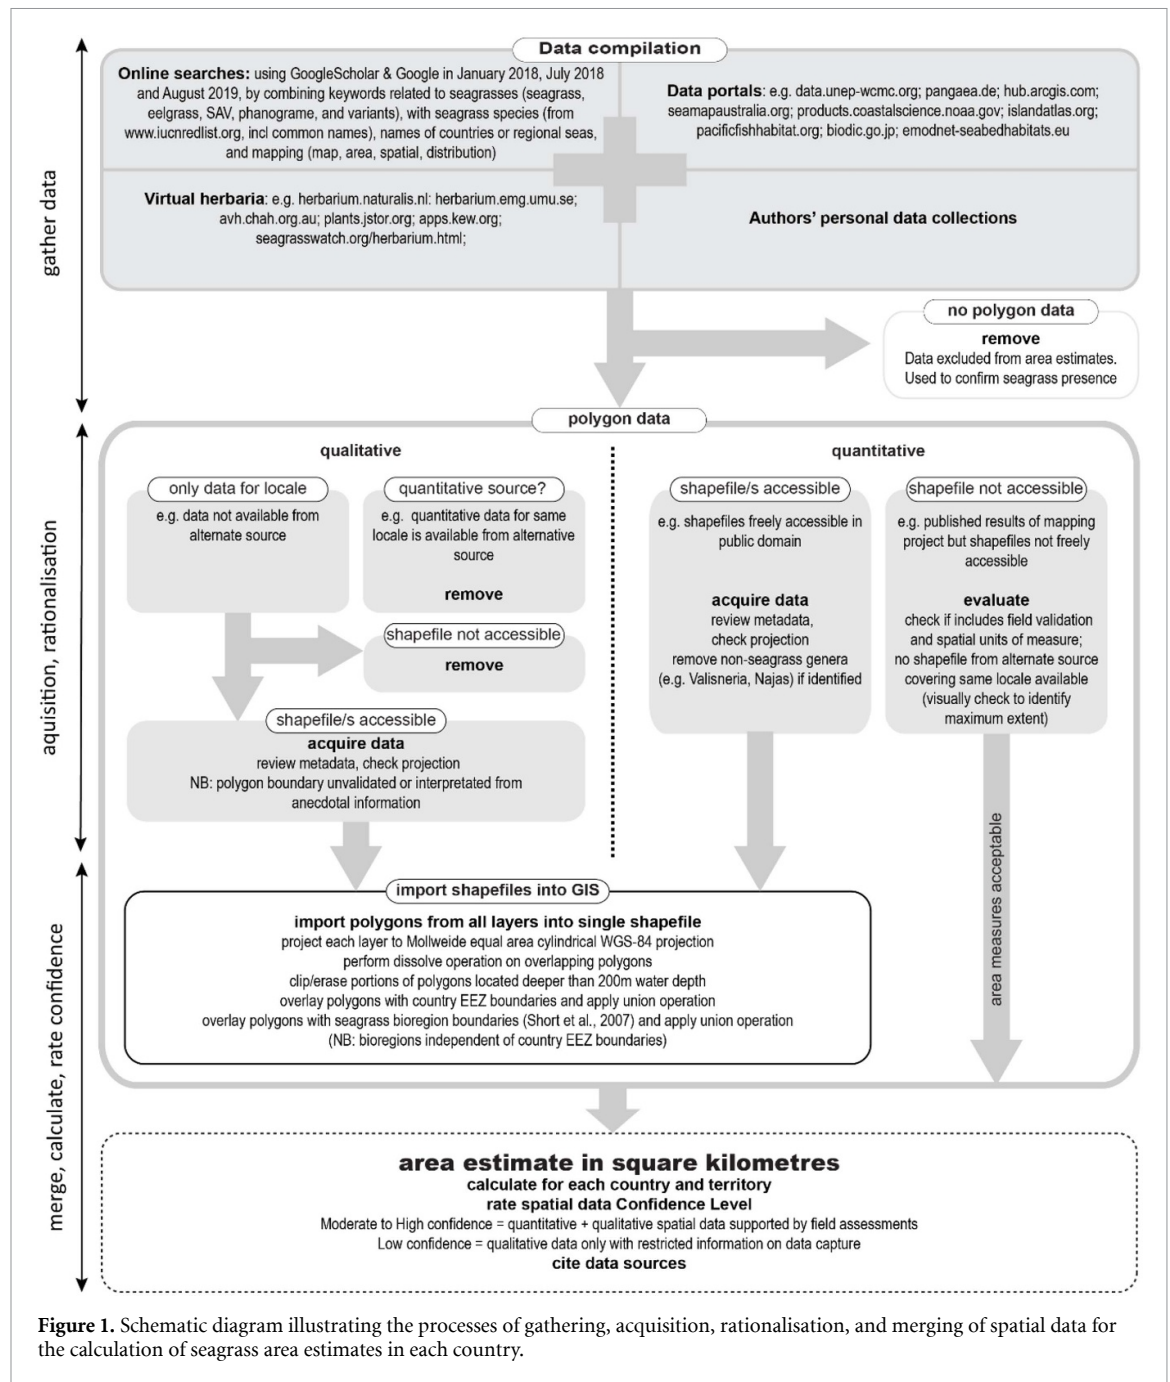 Data compilation
Online searches: using GoogleScholar & Google in January 2018, July 2018
and August 2019, by combining keywords related to seagrasses (seagrass,
eelgrass, SAV, phanograme, and variants), with seagrass species (from
www.iucnredlist.org, incl common names), names of countries or regional seas,
and mapping (map, area, spatial, distribution)
Data portals: e.g. data.unep-wcmc.org; pangaea.de; hub.arcgis.com;
seamapaustralia.org; products.coastalscience.noaa.gov; islandatlas.org;
pacificfishhabitat.org; biodic.go.jp; emodnet-seabedhabitats.eu
Virtual herbaria: e.g. herbarium.naturalis.nl: herbarium.emg.umu.se;
avh.chah.org.au; plants.jstor.org; apps.kew.org;
seagrasswatch.org/herbarium.html;
Authors' personal data collections
gather data
no polygon data
remove
Data excluded from area estimates.
Used to confirm seagrass presence
polygon data
qualitative
quantitative
only data for locale
e.g. data not available from
alternate source
quantitative source?
e.g. quantitative data for same
locale is available from alternative
source
remove
shapefile not accessible
remove
shapefile/s accessible
acquire data
review metadata, check projection
NB: polygon boundary unvalidated or interpretated from
anecdotal information
shapefile/s accessible
e.g. shapefiles freely accessible in
public domain
acquire data
review metadata,
check projection
remove non-seagrass genera
(e.g. Valisneria, Najas) if identified
shapefile not accessible
e.g. published results of mapping
project but shapefiles not freely
accessible
evaluate
check if includes field validation
and spatial units of measure;
no shapefile from alternate source
covering same locale available
(visually check to identify
maximum extent)
area measures acceptable
aquisition, rationalisation
import shapefiles into GIS
import polygons from all layers into single shapefile
project each layer to Mollweide equal area cylindrical WGS-84 projection
perform dissolve operation on overlapping polygons
clip/erase portions of polygons located deeper than 200m water depth
overlay polygons with country EEZ boundaries and apply union operation
overlay polygons with seagrass bioregion boundaries (Short et al., 2007) and apply union operation
(NB: bioregions independent of country EEZ boundaries)
merge, calculate, rate confidence
area estimate in square kilometres
calculate for each country and territory
rate spatial data Confidence Level
Moderate to High confidence = quantitative + qualitative spatial data supported by field assessments
Low confidence = qualitative data only with restricted information on data capture
cite data sources
Figure 1. Schematic diagram illustrating the processes of gathering, acquisition, rationalisation, and merging of spatial data for
the calculation of seagrass area estimates in each country.